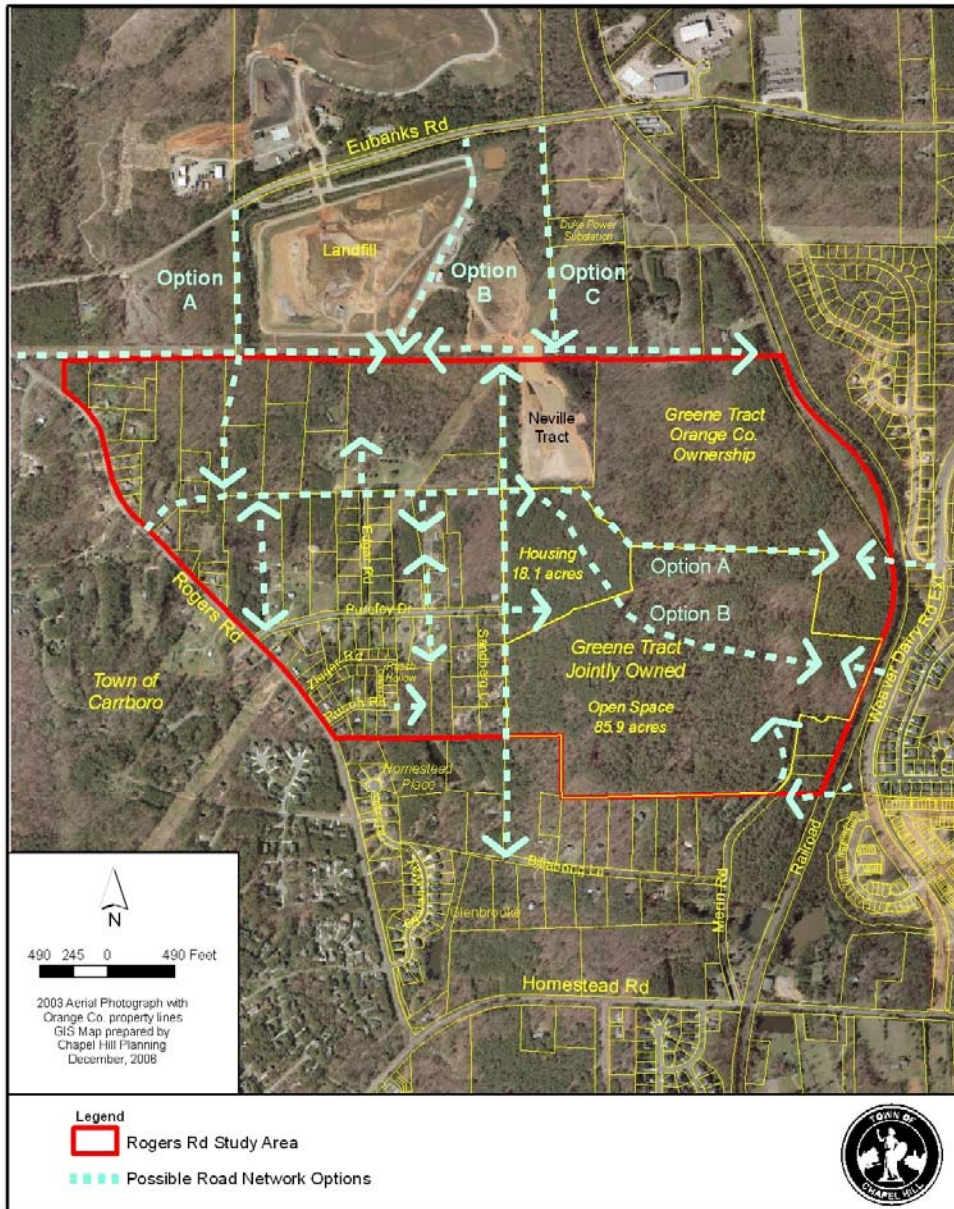 Eubanks Rd
Duke Power
Substation
Landfill
Option
A
Option
B
Option
C
Neville
Tract
Greene Tract
Orange Co.
Ownership
Edgar Rd
Housing
18.1 acres
Option A
Option B
Rogers Rd
Purefoy Dr
Sandberg Ln
Ziegler Rd
Rusch
Hollow
Rusch Rd
Greene Tract
Jointly Owned
Open Space
85.9 acres
Weaver Dairy Rd Ext
Town of
Carrboro
Homestead
Place
Railroad
Billabong Ln
Merin Rd
Glenbrooke
Homestead Rd
N
490 245 0 490 Feet
2003 Aerial Photograph with
Orange Co. property lines
GIS Map prepared by
Chapel Hill Planning
December, 2006
Legend
Rogers Rd Study Area
Possible Road Network Options
TOWN OF
CHAPEL HILL